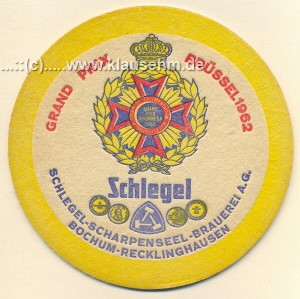 ...::(c).....www.klausehm.de::...
GRAND PRIX BRÜSSEL 1962
Schlegel
SCHLEGEL-SCHARPENSEEL-BRAUEREI A.G.
BOCHUM-RECKLINGHAUSEN